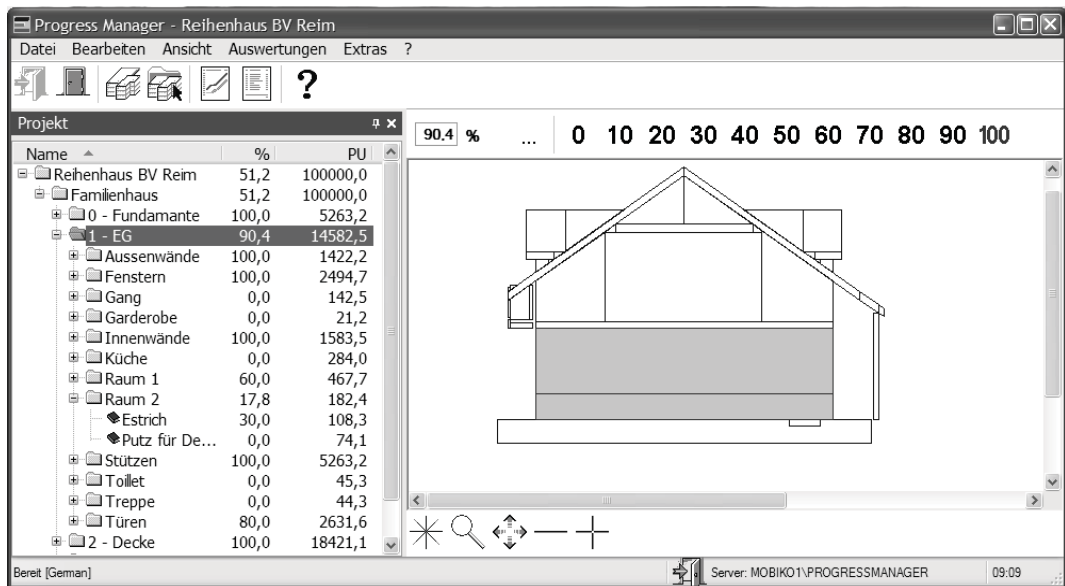 Progress Manager - Reihenhaus BV Reim
Datei Bearbeiten Ansicht Auswertungen Extras ?
?
Projekt
90.4 % ... 0 10 20 30 40 50 60 70 80 90 100
Name % PU
Reihenhaus BV Reim 51,2 100000,0
Familienhaus 51,2 100000,0
0 - Fundamante 100,0 5263,2
1 - EG 90,4 14582,5
Aussenwände 100,0 1422,2
Fenstern 100,0 2494,7
Gang 0,0 142,5
Garderobe 0,0 21,2
Innenwände 100,0 1583,5
Küche 0,0 284,0
Raum 1 60,0 467,7
Raum 2 17,8 182,4
Estrich 30,0 108,3
Putz für De... 0,0 74,1
Stützen 100,0 5263,2
Toilet 0,0 45,3
Treppe 0,0 44,3
Türen 80,0 2631,6
2 - Decke 100,0 18421,1
Bereit [German] Server: MOBIKO1\PROGRESSMANAGER 09:09